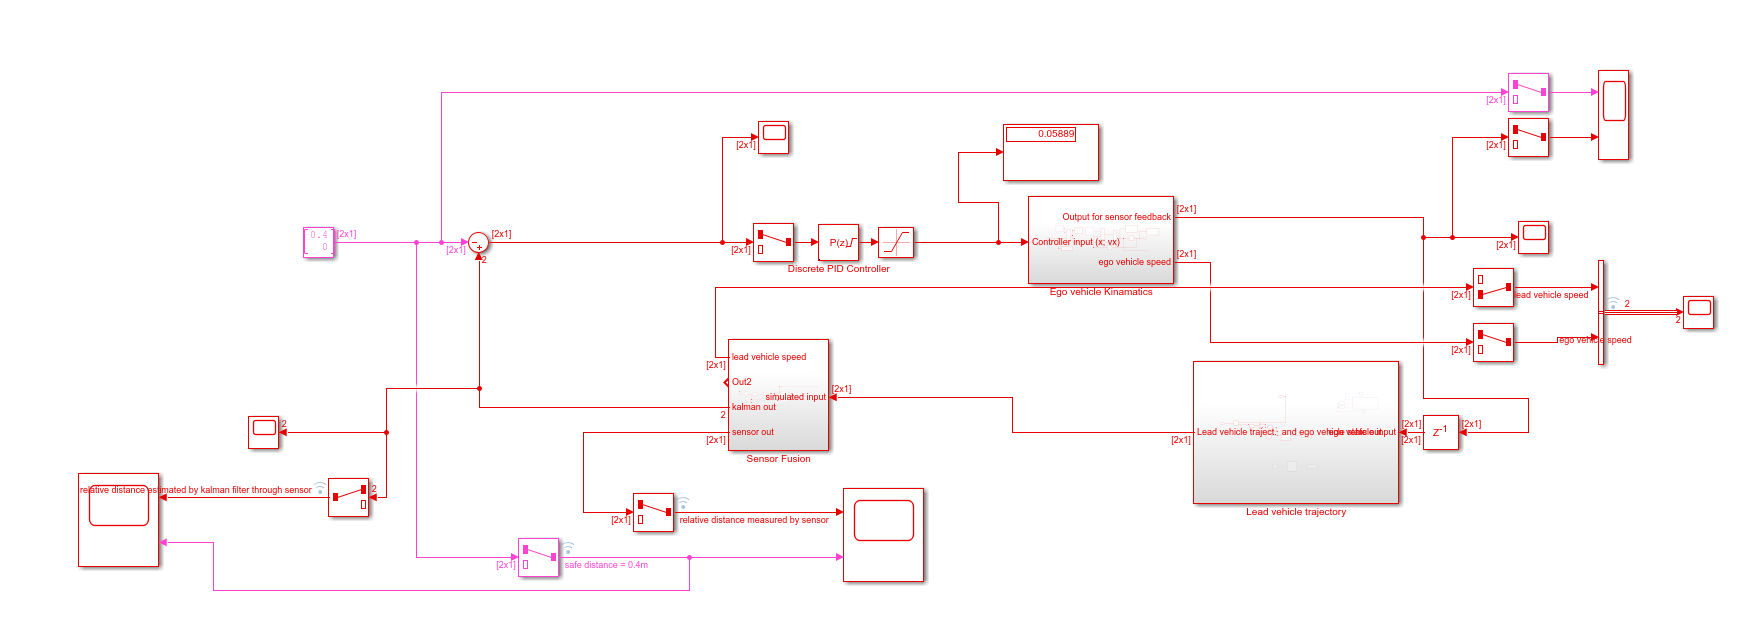 [2x1]
[2x1]
0.05889
[2x1]
[2x1]
Output for sensor feedback
[2x1]
0.4
0
[2x1]
[2x1]
[2x1]
-
+
2
[2x1]
P(z)
Controller input (x; vx)
[2x1]
ego vehicle speed
[2x1]
Discrete PID Controller
Ego vehicle Kinamatics
[2x1]
lead vehicle speed
2
2
[2x1]
ego vehicle speed
lead vehicle speed
[2x1]
Out2
simulated input
[2x1]
kalman out
2
sensor out
[2x1]
Sensor Fusion
[2x1]
Lead vehicle traject. and ego vehicle
input
[2x1]
[2x1]
z-1
[2x1]
Lead vehicle trajectory
2
2
relative distance estimated by kalman filter through sensor
[2x1]
relative distance measured by sensor
[2x1]
safe distance = 0.4m